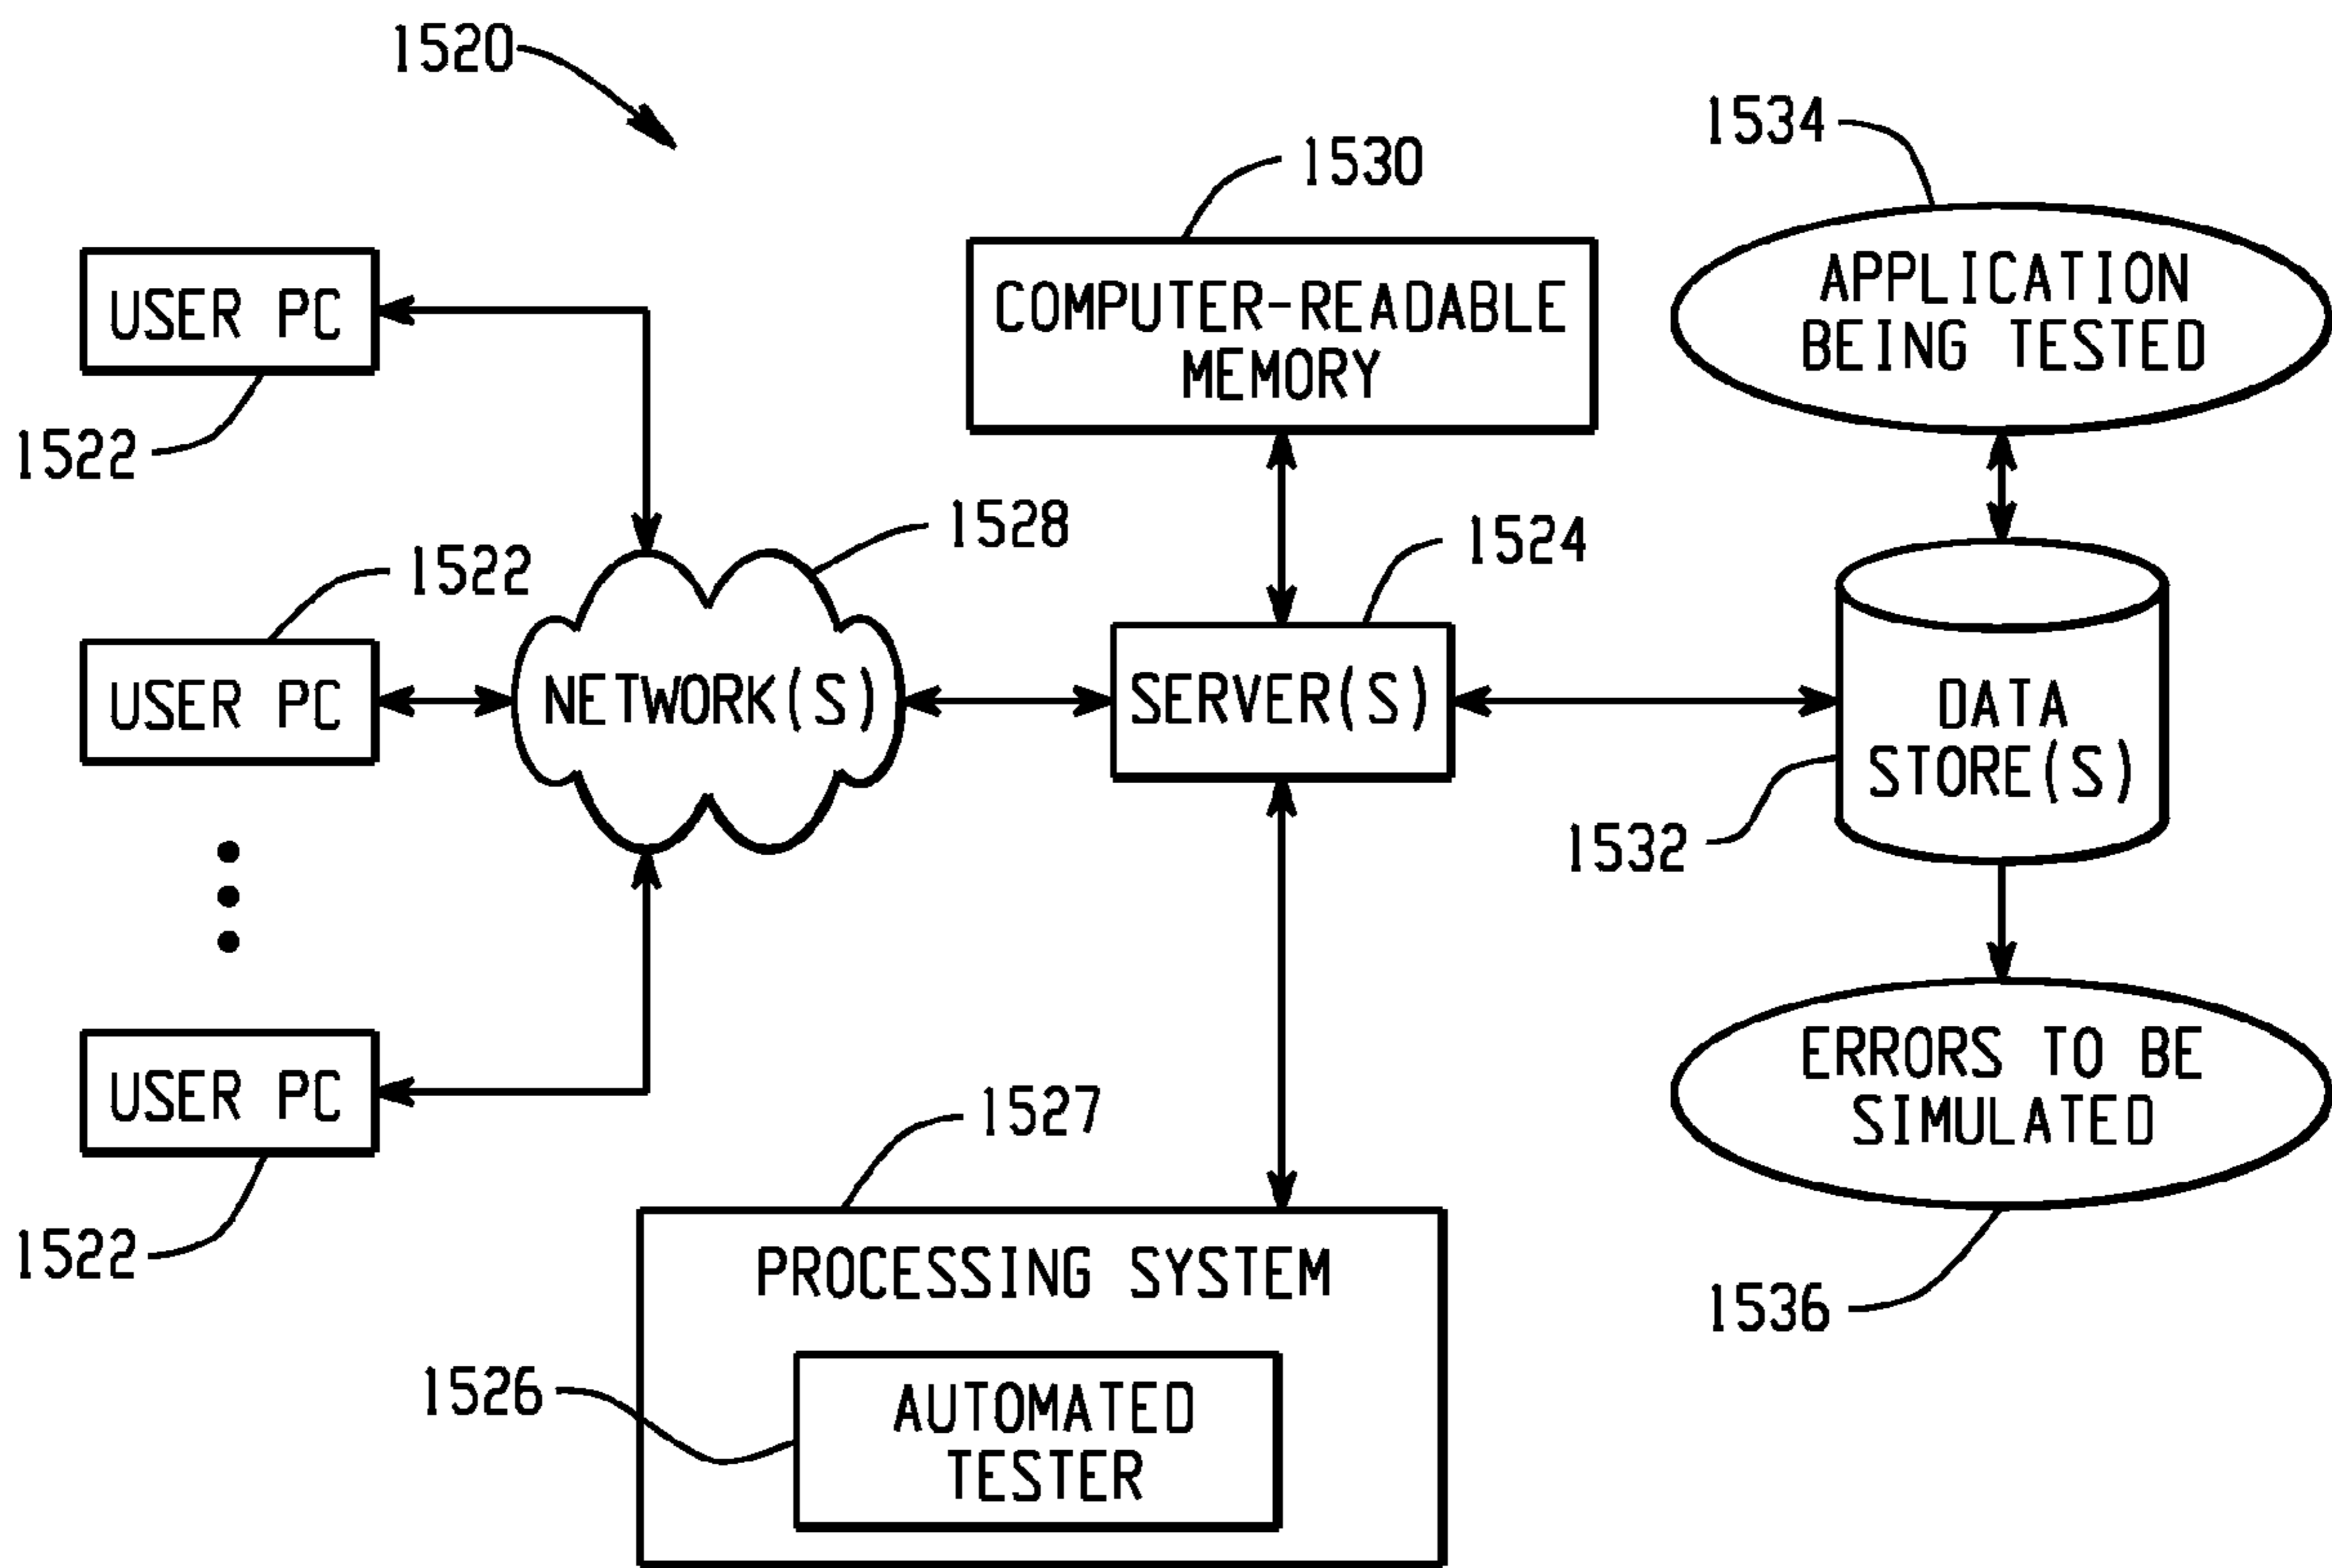 1520
1534
1530
USER PC
COMPUTER-READABLE
MEMORY
APPLICATION
BEING TESTED
1522
1528
1524
1522
USER PC
NETWORK(S)
SERVER(S)
DATA
STORE(S)
1532
USER PC
ERRORS TO BE
SIMULATED
1527
1522
PROCESSING SYSTEM
1536
1526
AUTOMATED
TESTER